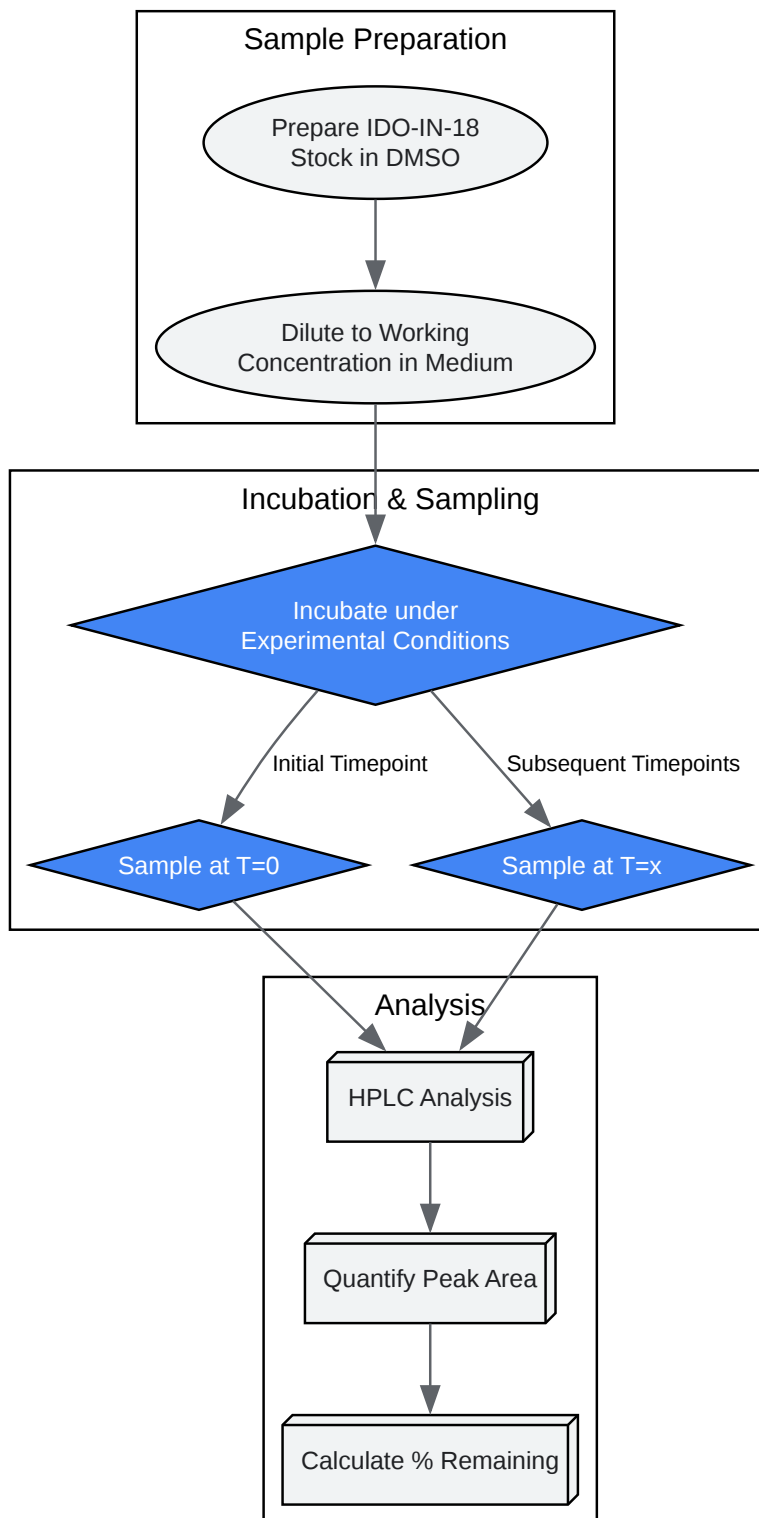 Sample Preparation
Prepare IDO-IN-18
Stock in DMSO
Dilute to Working
Concentration in Medium
Incubation & Sampling
Incubate under
Experimental Conditions
Initial Timepoint
Subsequent Timepoints
Sample at T=0
Sample at T=x
Analysis
HPLC Analysis
Quantify Peak Area
Calculate % Remaining